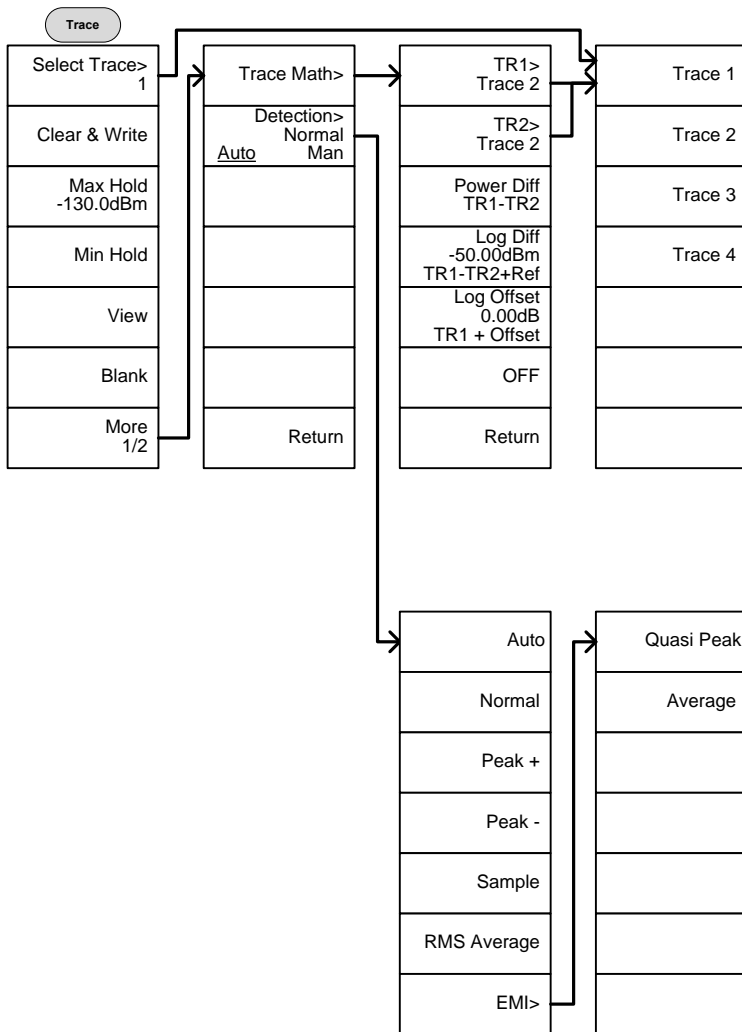 Trace
Select Trace>
1
Clear & Write
Max Hold
-130.0dBm
Min Hold
View
Blank
More
1/2
Trace Math>
Detection>
Normal
Auto Man
Return
TR1>
Trace 2
TR2>
Trace 2
Power Diff
TR1-TR2
Log Diff
-50.00dBm
TR1-TR2+Ref
Log Offset
0.00dB
TR1 + Offset
OFF
Return
Trace 1
Trace 2
Trace 3
Trace 4
Auto
Normal
Peak +
Peak -
Sample
RMS Average
EMI>
Quasi Peak
Average